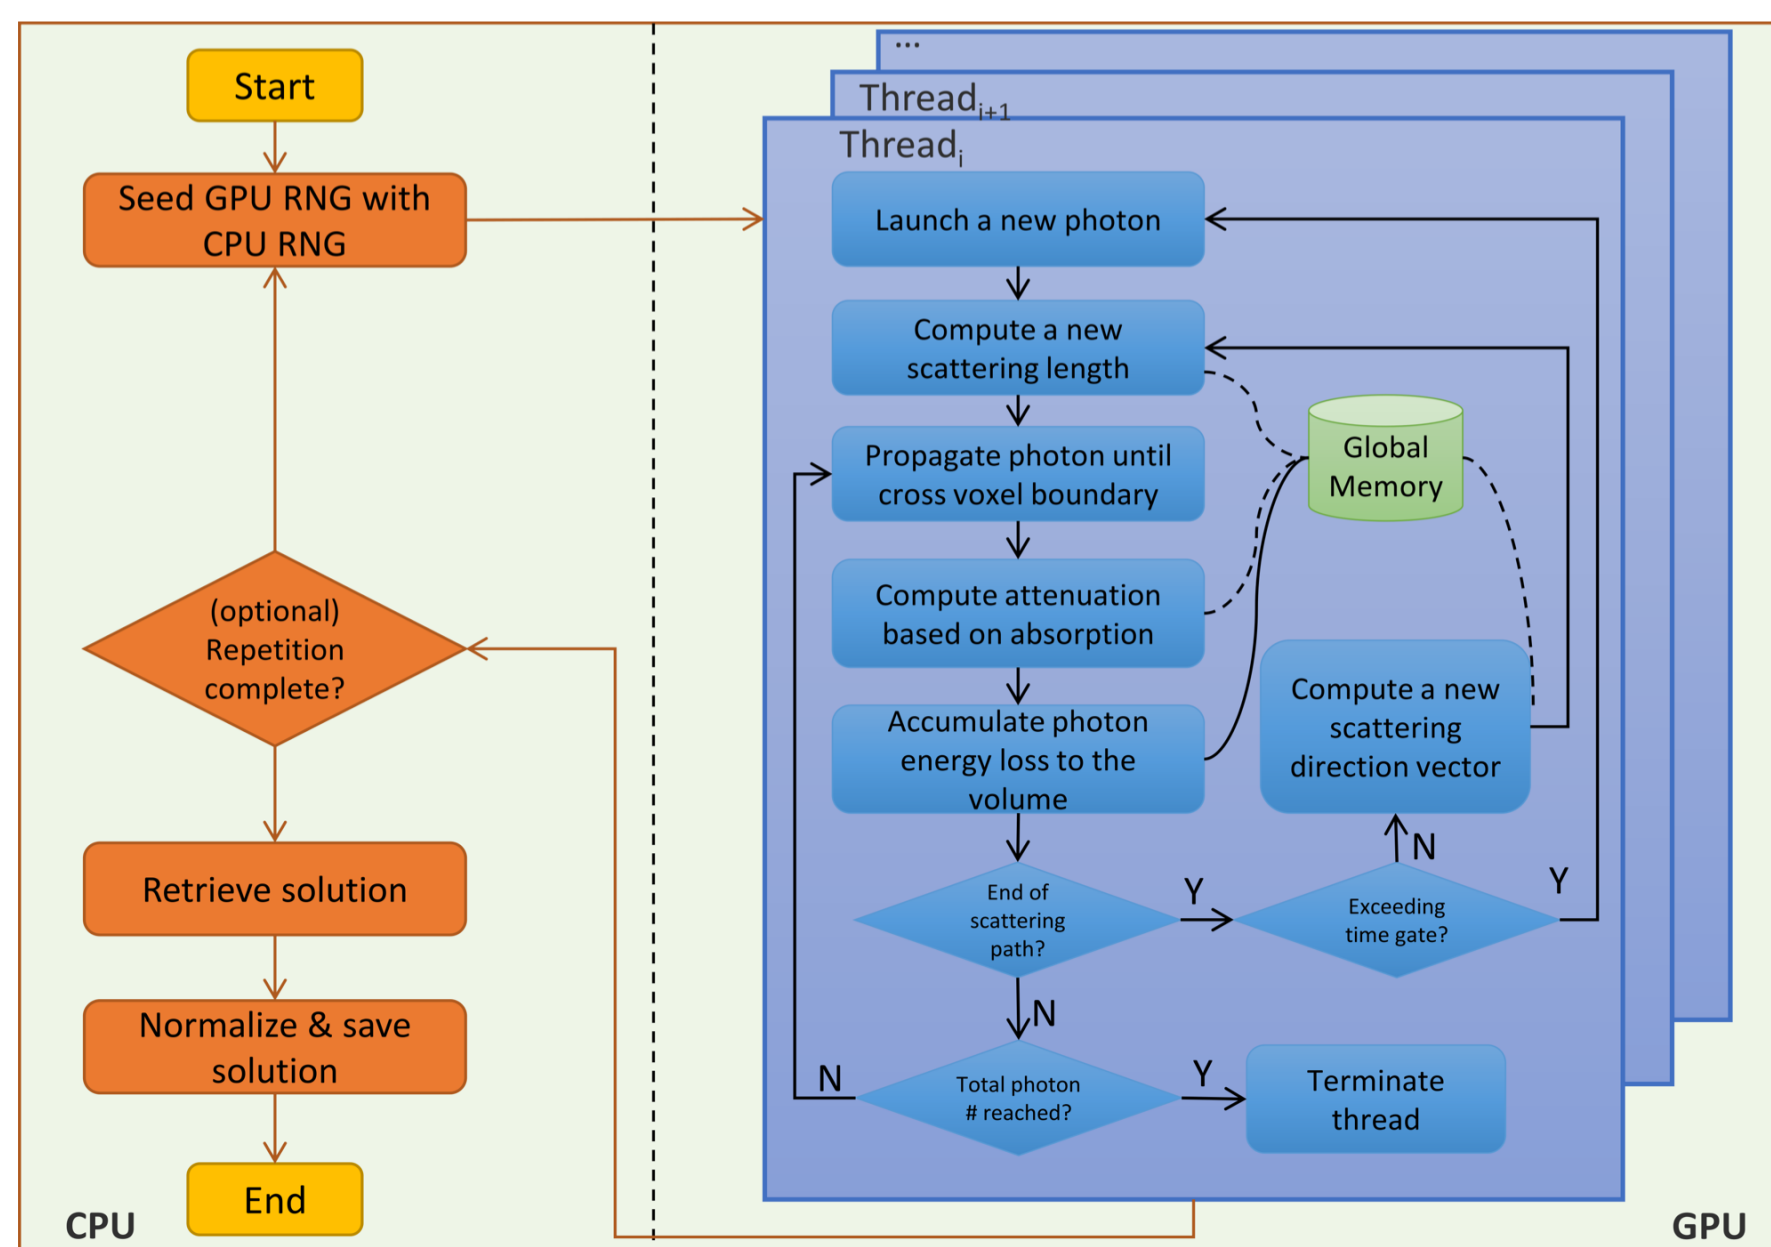 Start
Seed GPU RNG with
CPU RNG
(optional)
Repetition
complete?
Retrieve solution
Normalize & save
solution
End
CPU
...
Thread i+1
Thread i
Launch a new photon
Compute a new
scattering length
Propagate photon until
cross voxel boundary
Compute attenuation
based on absorption
Accumulate photon
energy loss to the
volume
Global
Memory
Compute a new
scattering
direction vector
End of
scattering
path?
Y
Exceeding
time gate?
N
Y
N
Total photon
# reached?
N
Y
Terminate
thread
GPU